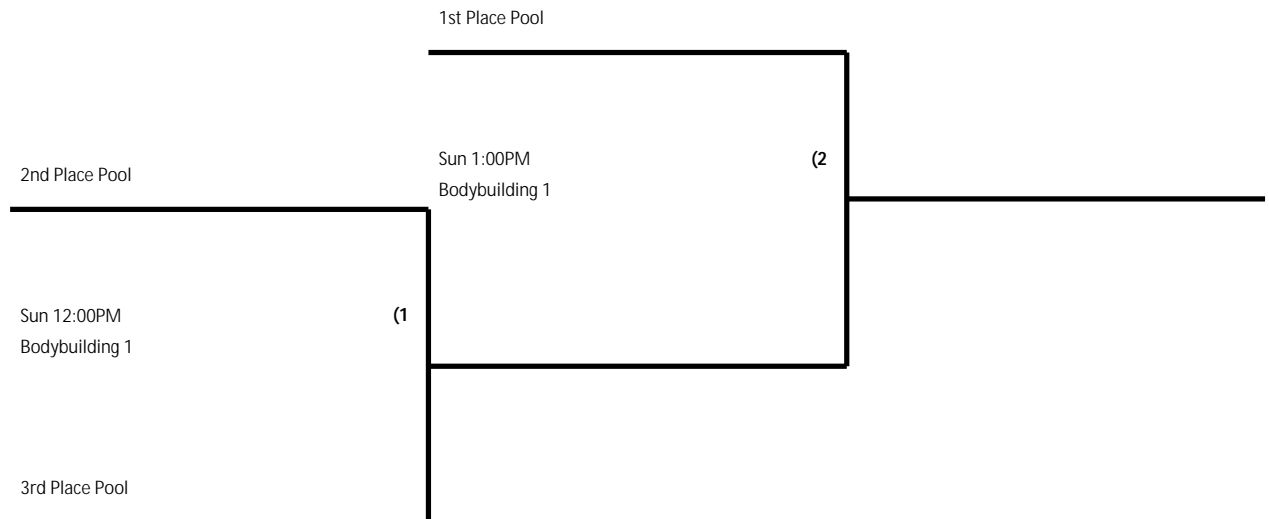 1st Place Pool
Sun 1:00PM
(2
Bodybuilding 1
2nd Place Pool
Sun 12:00PM
(1
Bodybuilding 1
3rd Place Pool